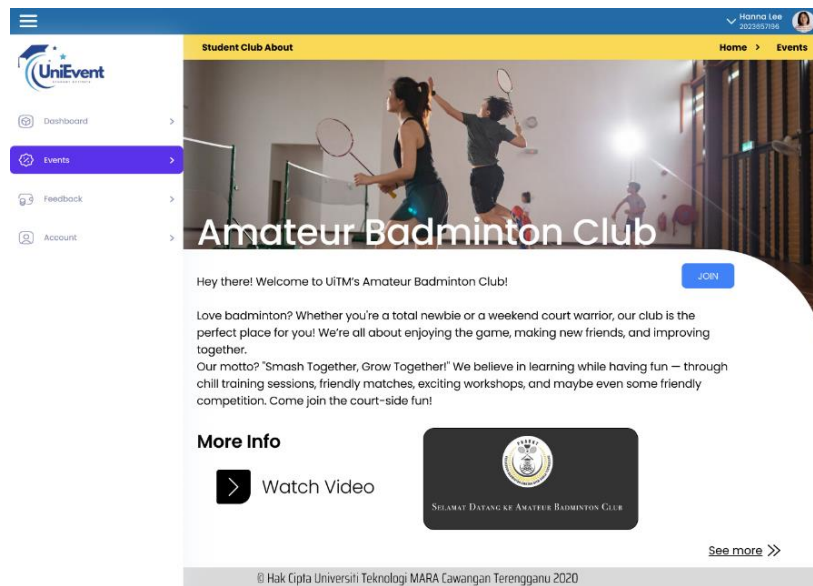 Hanna Lee
2023657196
UniEvent
Student Club About
Home > Events
Dashboard
Events
Feedback
Account
Amateur Badminton Club
JOIN
Hey there! Welcome to UiTM's Amateur Badminton Club!
Love badminton? Whether you're a total newbie or a weekend court warrior, our club is the
perfect place for you! We're all about enjoying the game, making new friends, and improving
together.
Our motto? "Smash Together, Grow Together!" We believe in learning while having fun — through
chill training sessions, friendly matches, exciting workshops, and maybe even some friendly
competition. Come join the court-side fun!
More Info
Watch Video
Selamat Datang ke Amateur Badminton Club
See more
© Hak Cipta Universiti Teknologi MARA Cawangan Terengganu 2020